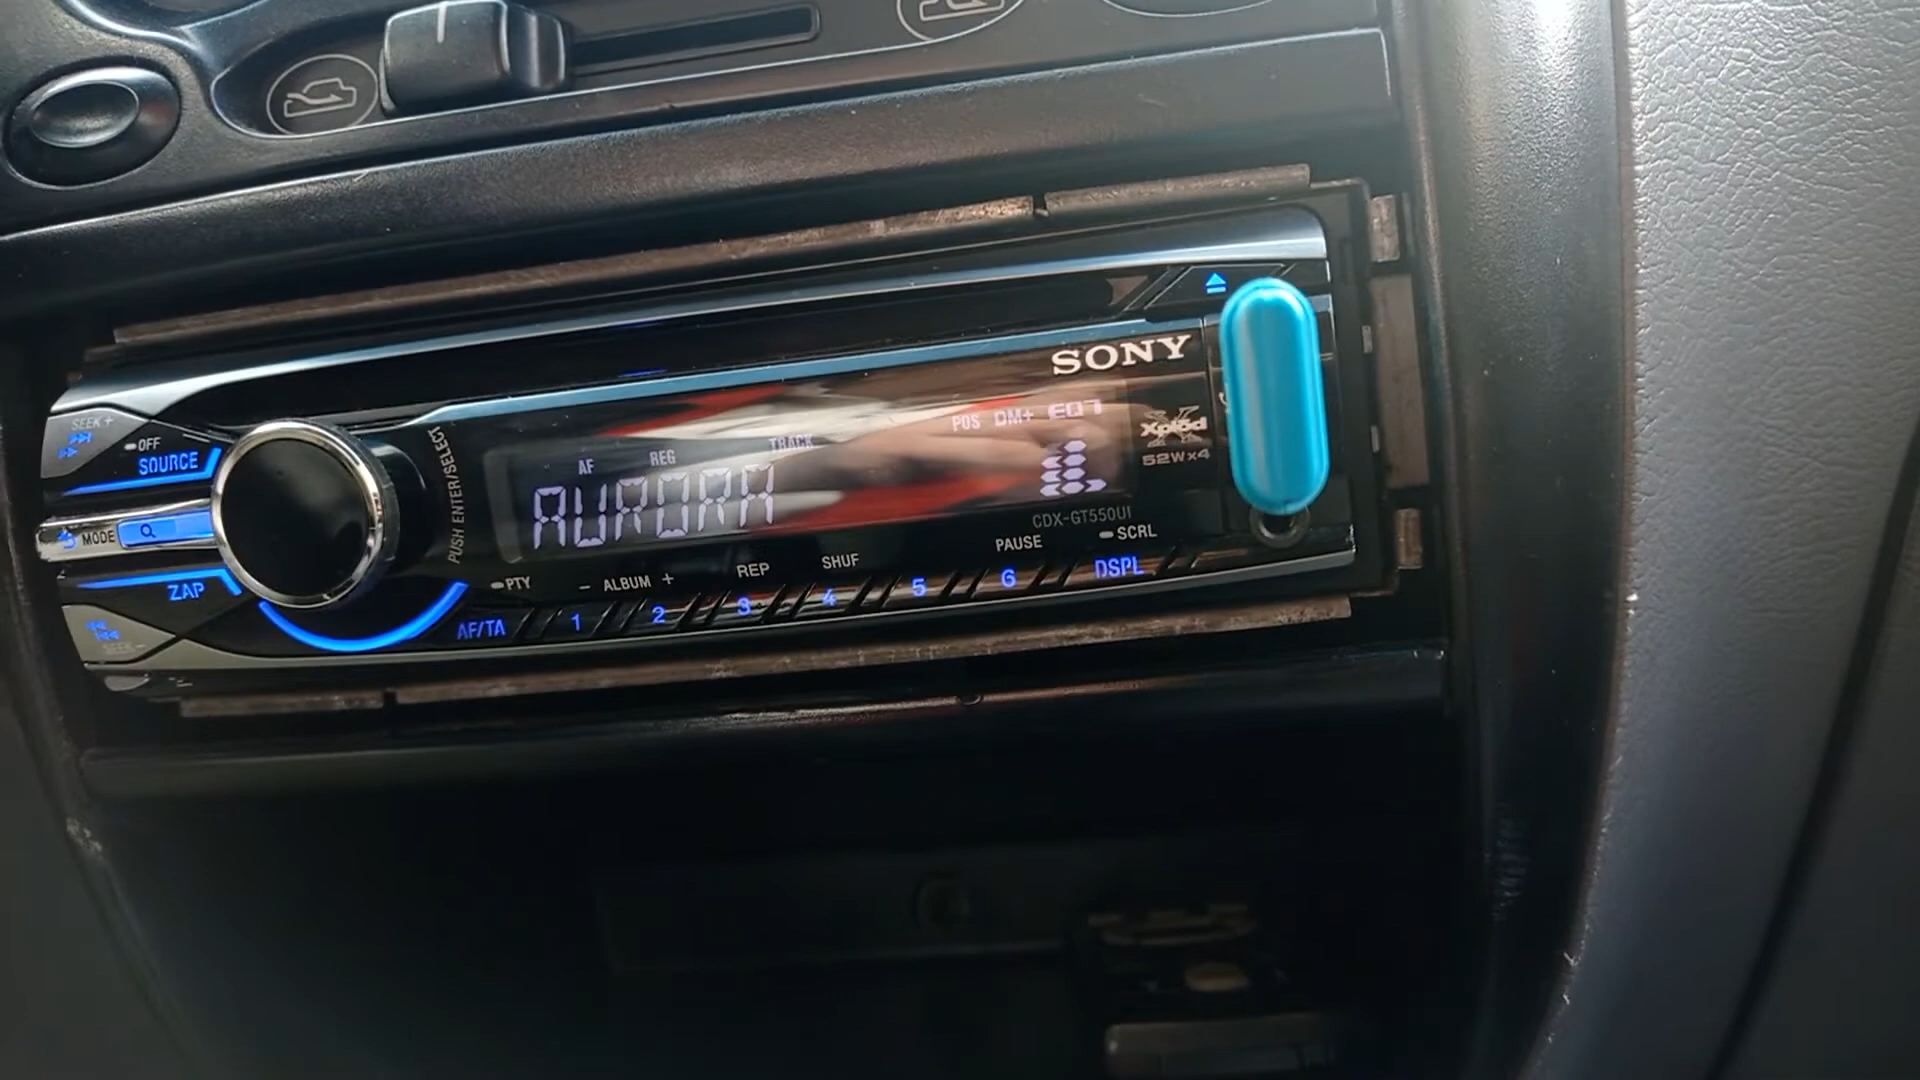 SONY
SEEK +
OFF
SOURCE
PUSH ENTER/SELECT
AF
REG
TRACK
POS DM+ EQ7
AURORA
Xplod
52W×4
MODE
CDX-GT550UI
ZAP
PTY
- ALBUM +
REP
SHUF
PAUSE
SCRL
SEEK-
AF/TA
1
2
3
4
5
6
DSPL